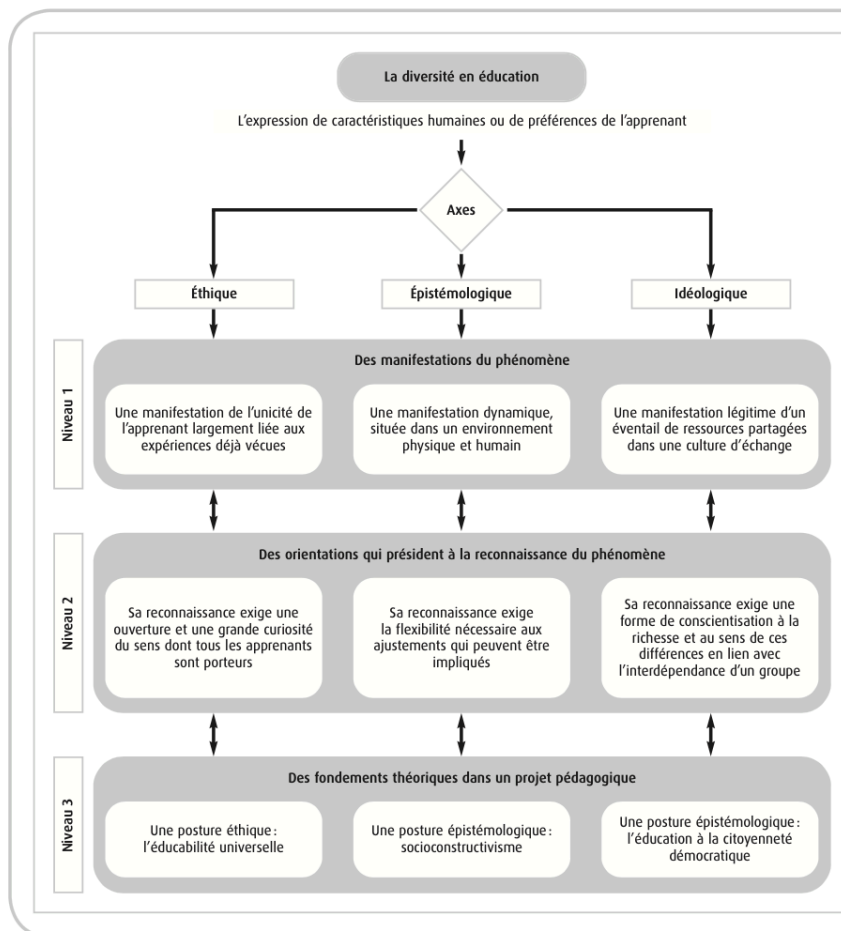 La diversité en éducation
L'expression de caractéristiques humaines ou de préférences de l'apprenant
Axes
Éthique
Épistémologique
Idéologique
Niveau 1
Des manifestations du phénomène
Une manifestation de l'unicité de
l'apprenant largement liée aux
expériences déjà vécues
Une manifestation dynamique,
située dans un environnement
physique et humain
Une manifestation légitime d'un
éventail de ressources partagées
dans une culture d'échange
Niveau 2
Des orientations qui président à la reconnaissance du phénomène
Sa reconnaissance exige une
ouverture et une grande curiosité
du sens dont tous les apprenants
sont porteurs
Sa reconnaissance exige
la flexibilité nécessaire aux
ajustements qui peuvent être
impliqués
Sa reconnaissance exige une
forme de conscientisation à la
richesse et au sens de ces
différences en lien avec
l'interdépendance d'un groupe
Niveau 3
Des fondements théoriques dans un projet pédagogique
Une posture éthique :
l'éducabilité universelle
Une posture épistémologique :
socioconstructivisme
Une posture épistémologique :
l'éducation à la citoyenneté
démocratique